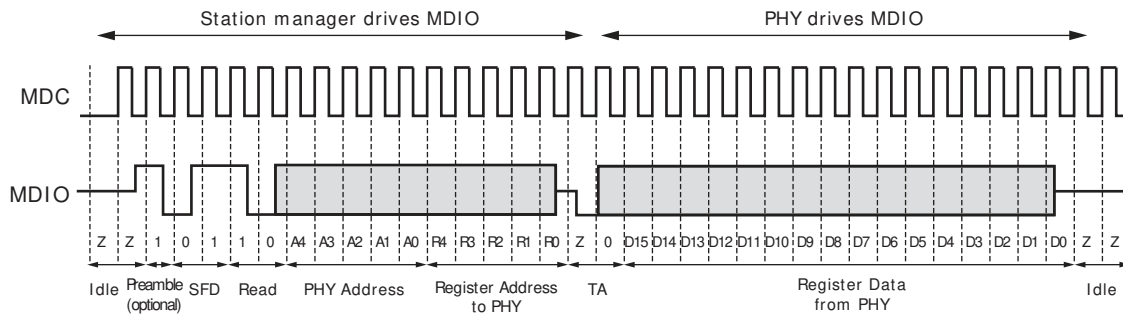 Station manager drives MDIO PHY drives MDIO
MDC
MDIO
Z Z 1 0 1 1 0 A4 A3 A2 A1 A0 R4 R3 R2 R1 R0 Z 0 D15 D14 D13 D12 D11 D10 D9 D8 D7 D6 D5 D4 D3 D2 D1 D0 Z Z
Idle Preamble SFD Read PHY Address Register Address TA Register Data Idle
(optional) to PHY from PHY